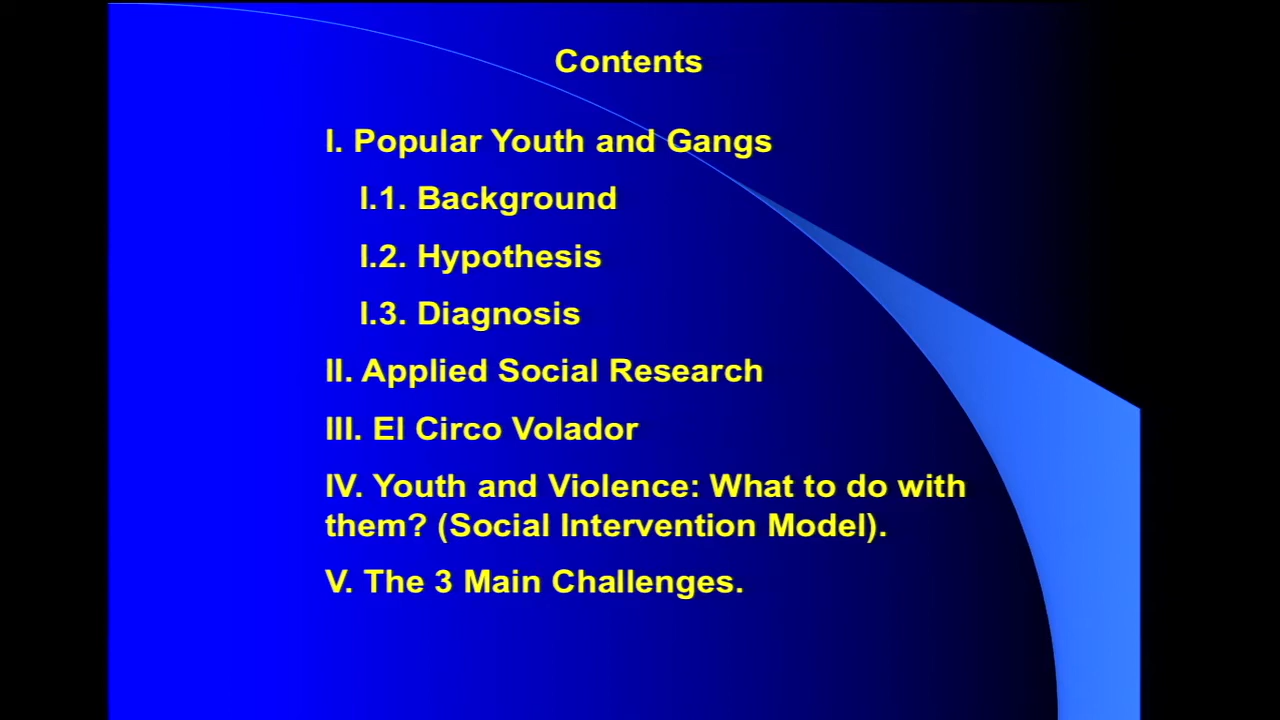 Contents
I. Popular Youth and Gangs
I.1. Background
I.2. Hypothesis
I.3. Diagnosis
II. Applied Social Research
III. El Circo Volador
IV. Youth and Violence: What to do with
them? (Social Intervention Model).
V. The 3 Main Challenges.